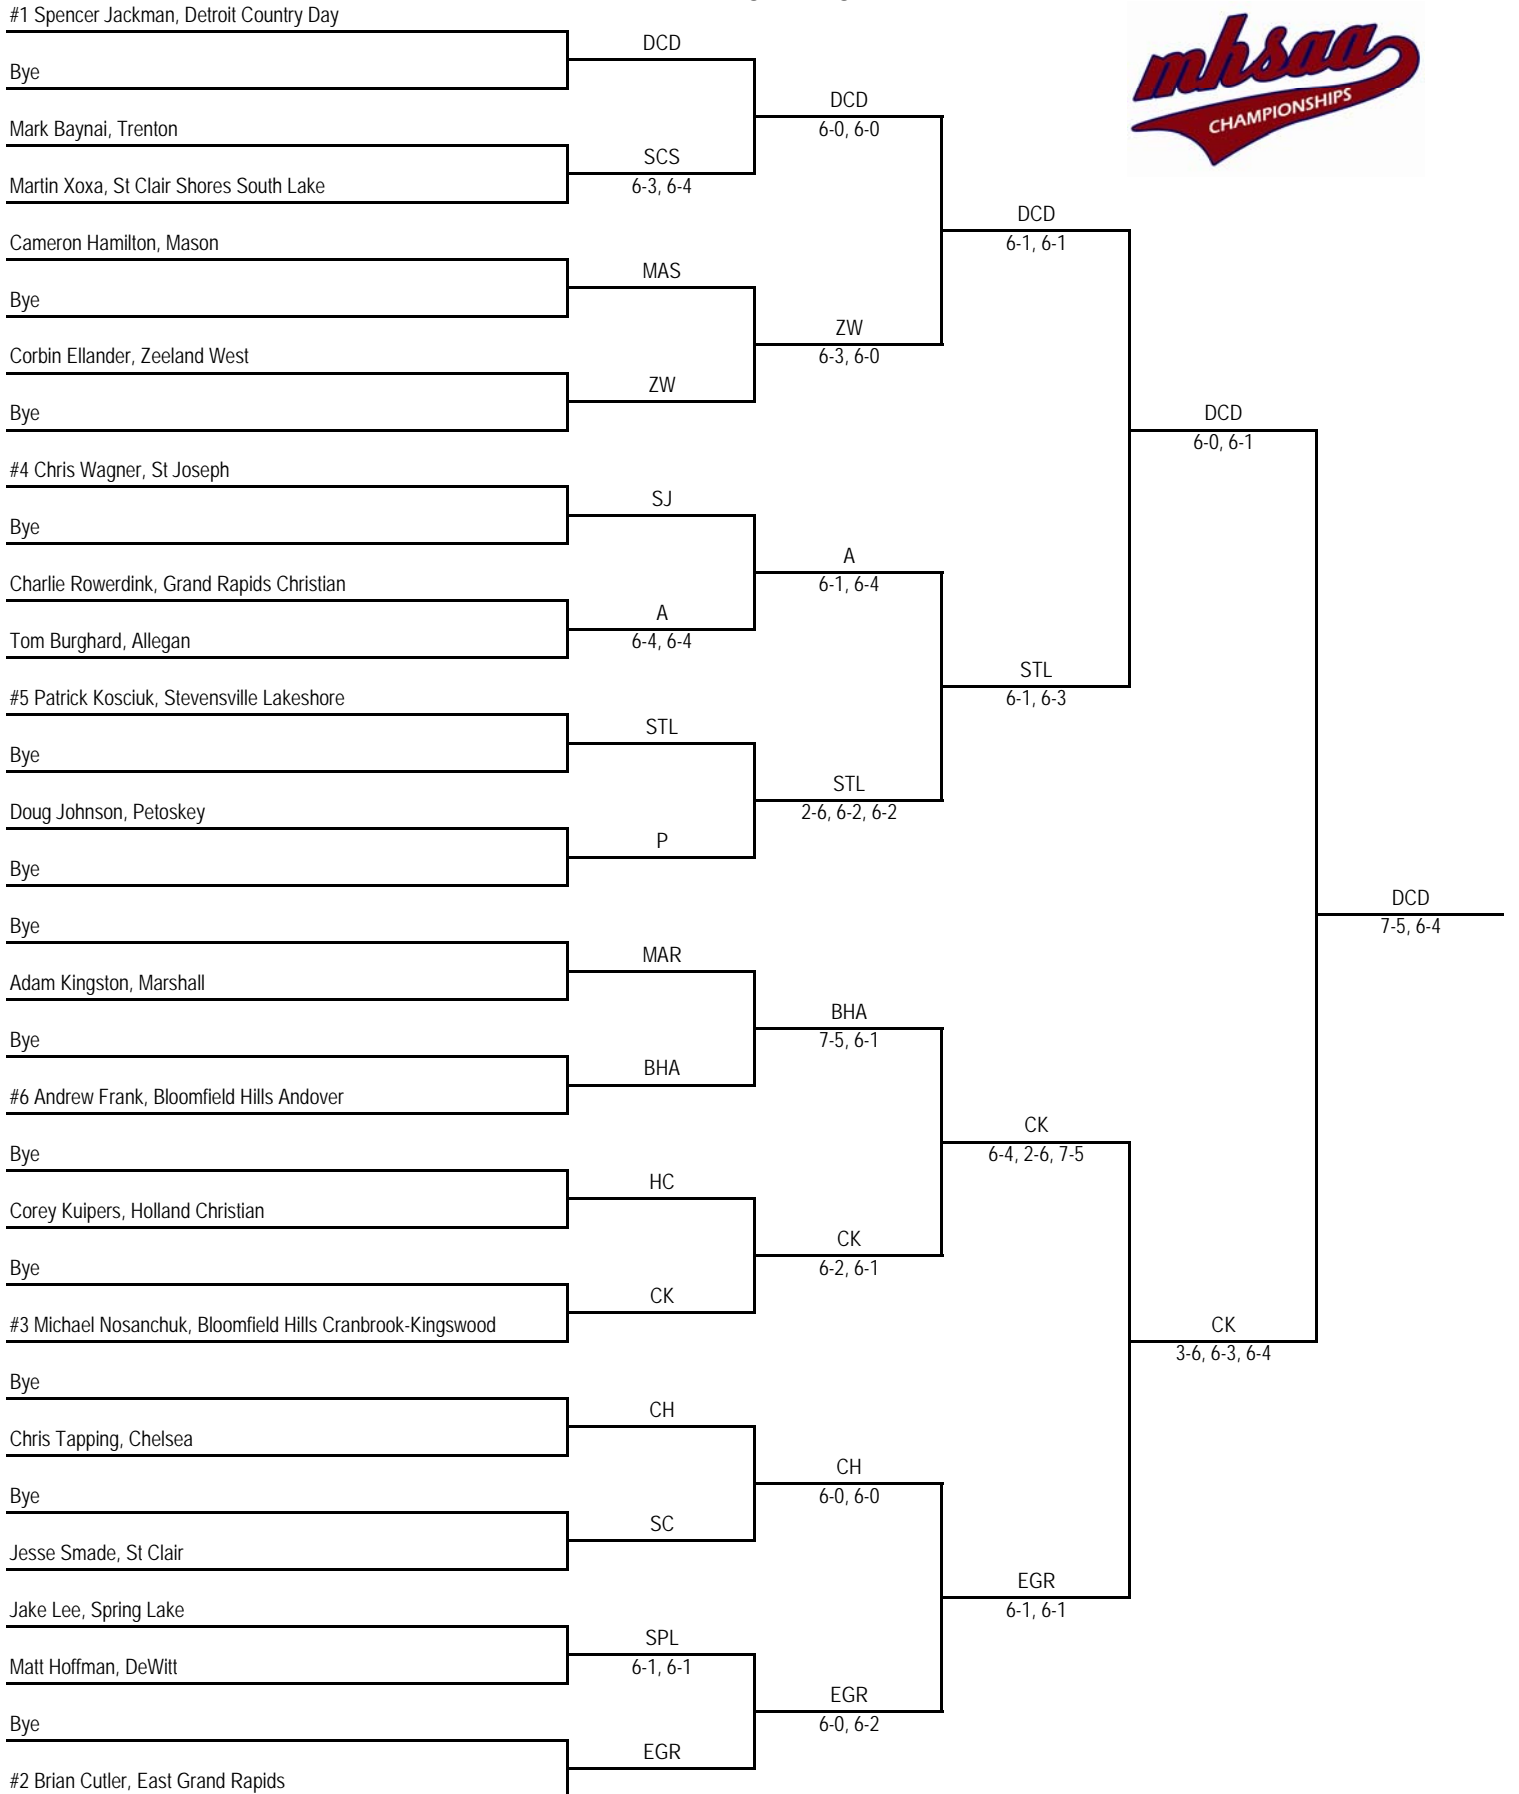 #1 Spencer Jackman, Detroit Country Day
DCD
Bye
DCD
6-0, 6-0
Mark Baynai, Trenton
SCS
6-3, 6-4
Martin Xoxa, St Clair Shores South Lake
DCD
6-1, 6-1
Cameron Hamilton, Mason
MAS
Bye
ZW
6-3, 6-0
Corbin Ellander, Zeeland West
ZW
Bye
DCD
6-0, 6-1
#4 Chris Wagner, St Joseph
SJ
Bye
A
6-1, 6-4
Charlie Rowerdink, Grand Rapids Christian
A
6-4, 6-4
Tom Burghard, Allegan
STL
6-1, 6-3
#5 Patrick Kosciuk, Stevensville Lakeshore
STL
Bye
STL
2-6, 6-2, 6-2
Doug Johnson, Petoskey
P
Bye
DCD
7-5, 6-4
Bye
MAR
Adam Kingston, Marshall
BHA
7-5, 6-1
Bye
BHA
#6 Andrew Frank, Bloomfield Hills Andover
CK
6-4, 2-6, 7-5
Bye
HC
Corey Kuipers, Holland Christian
CK
6-2, 6-1
Bye
CK
#3 Michael Nosanchuk, Bloomfield Hills Cranbrook-Kingswood
CK
3-6, 6-3, 6-4
Bye
CH
Chris Tapping, Chelsea
CH
6-0, 6-0
Bye
SC
Jesse Smade, St Clair
EGR
6-1, 6-1
Jake Lee, Spring Lake
SPL
6-1, 6-1
Matt Hoffman, DeWitt
EGR
6-0, 6-2
Bye
EGR
#2 Brian Cutler, East Grand Rapids
mhsaa
CHAMPIONSHIPS